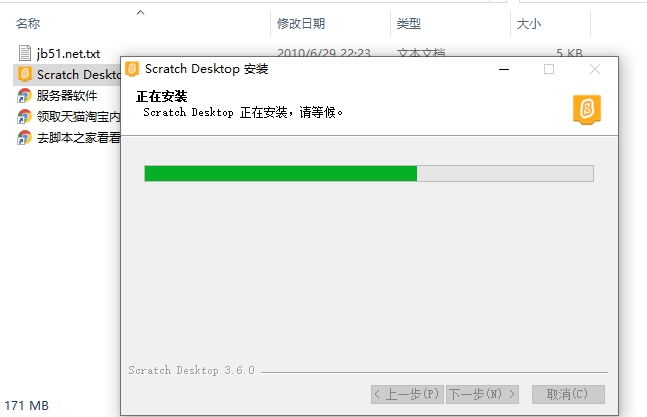 名称 修改日期 类型 大小
jb51.net.txt 2010/6/29 22:23 文本文档 5 KB
Scratch Deskto
服务器软件
领取天猫淘宝内
去脚本之家看看
Scratch Desktop 安装
正在安装
Scratch Desktop 正在安装，请等候。
Scratch Desktop 3.6.0
< 上一步(P) 下一步(N) > 取消(C)
171 MB